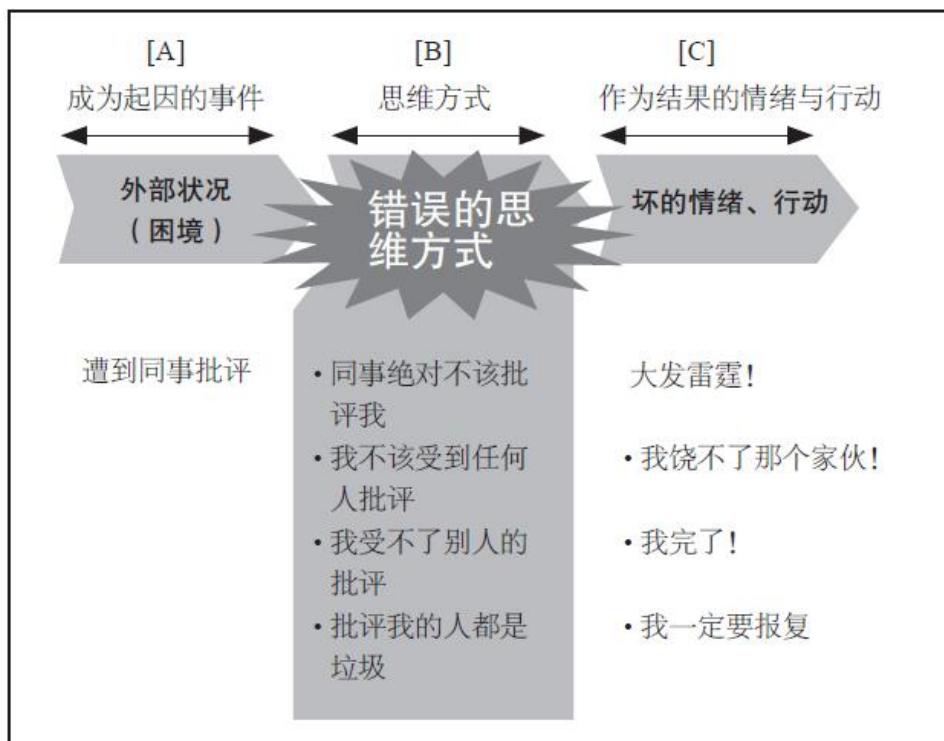 [A]
成为起因的事件
[B]
思维方式
[C]
作为结果的情绪与行动
外部状况
（困境）
错误的思
维方式
坏的情绪、行动
遭到同事批评
•同事绝对不该批
评我
•我不该受到任何
人批评
•我受不了别人的
批评
•批评我的人都是
垃圾
大发雷霆！
•我饶不了那个家伙！
•我完了！
•我一定要报复